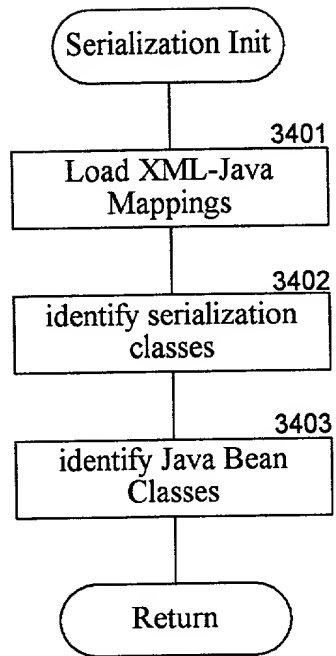 Serialization Init
3401
Load XML-Java
Mappings
3402
identify serialization
classes
3403
identify Java Bean
Classes
Return